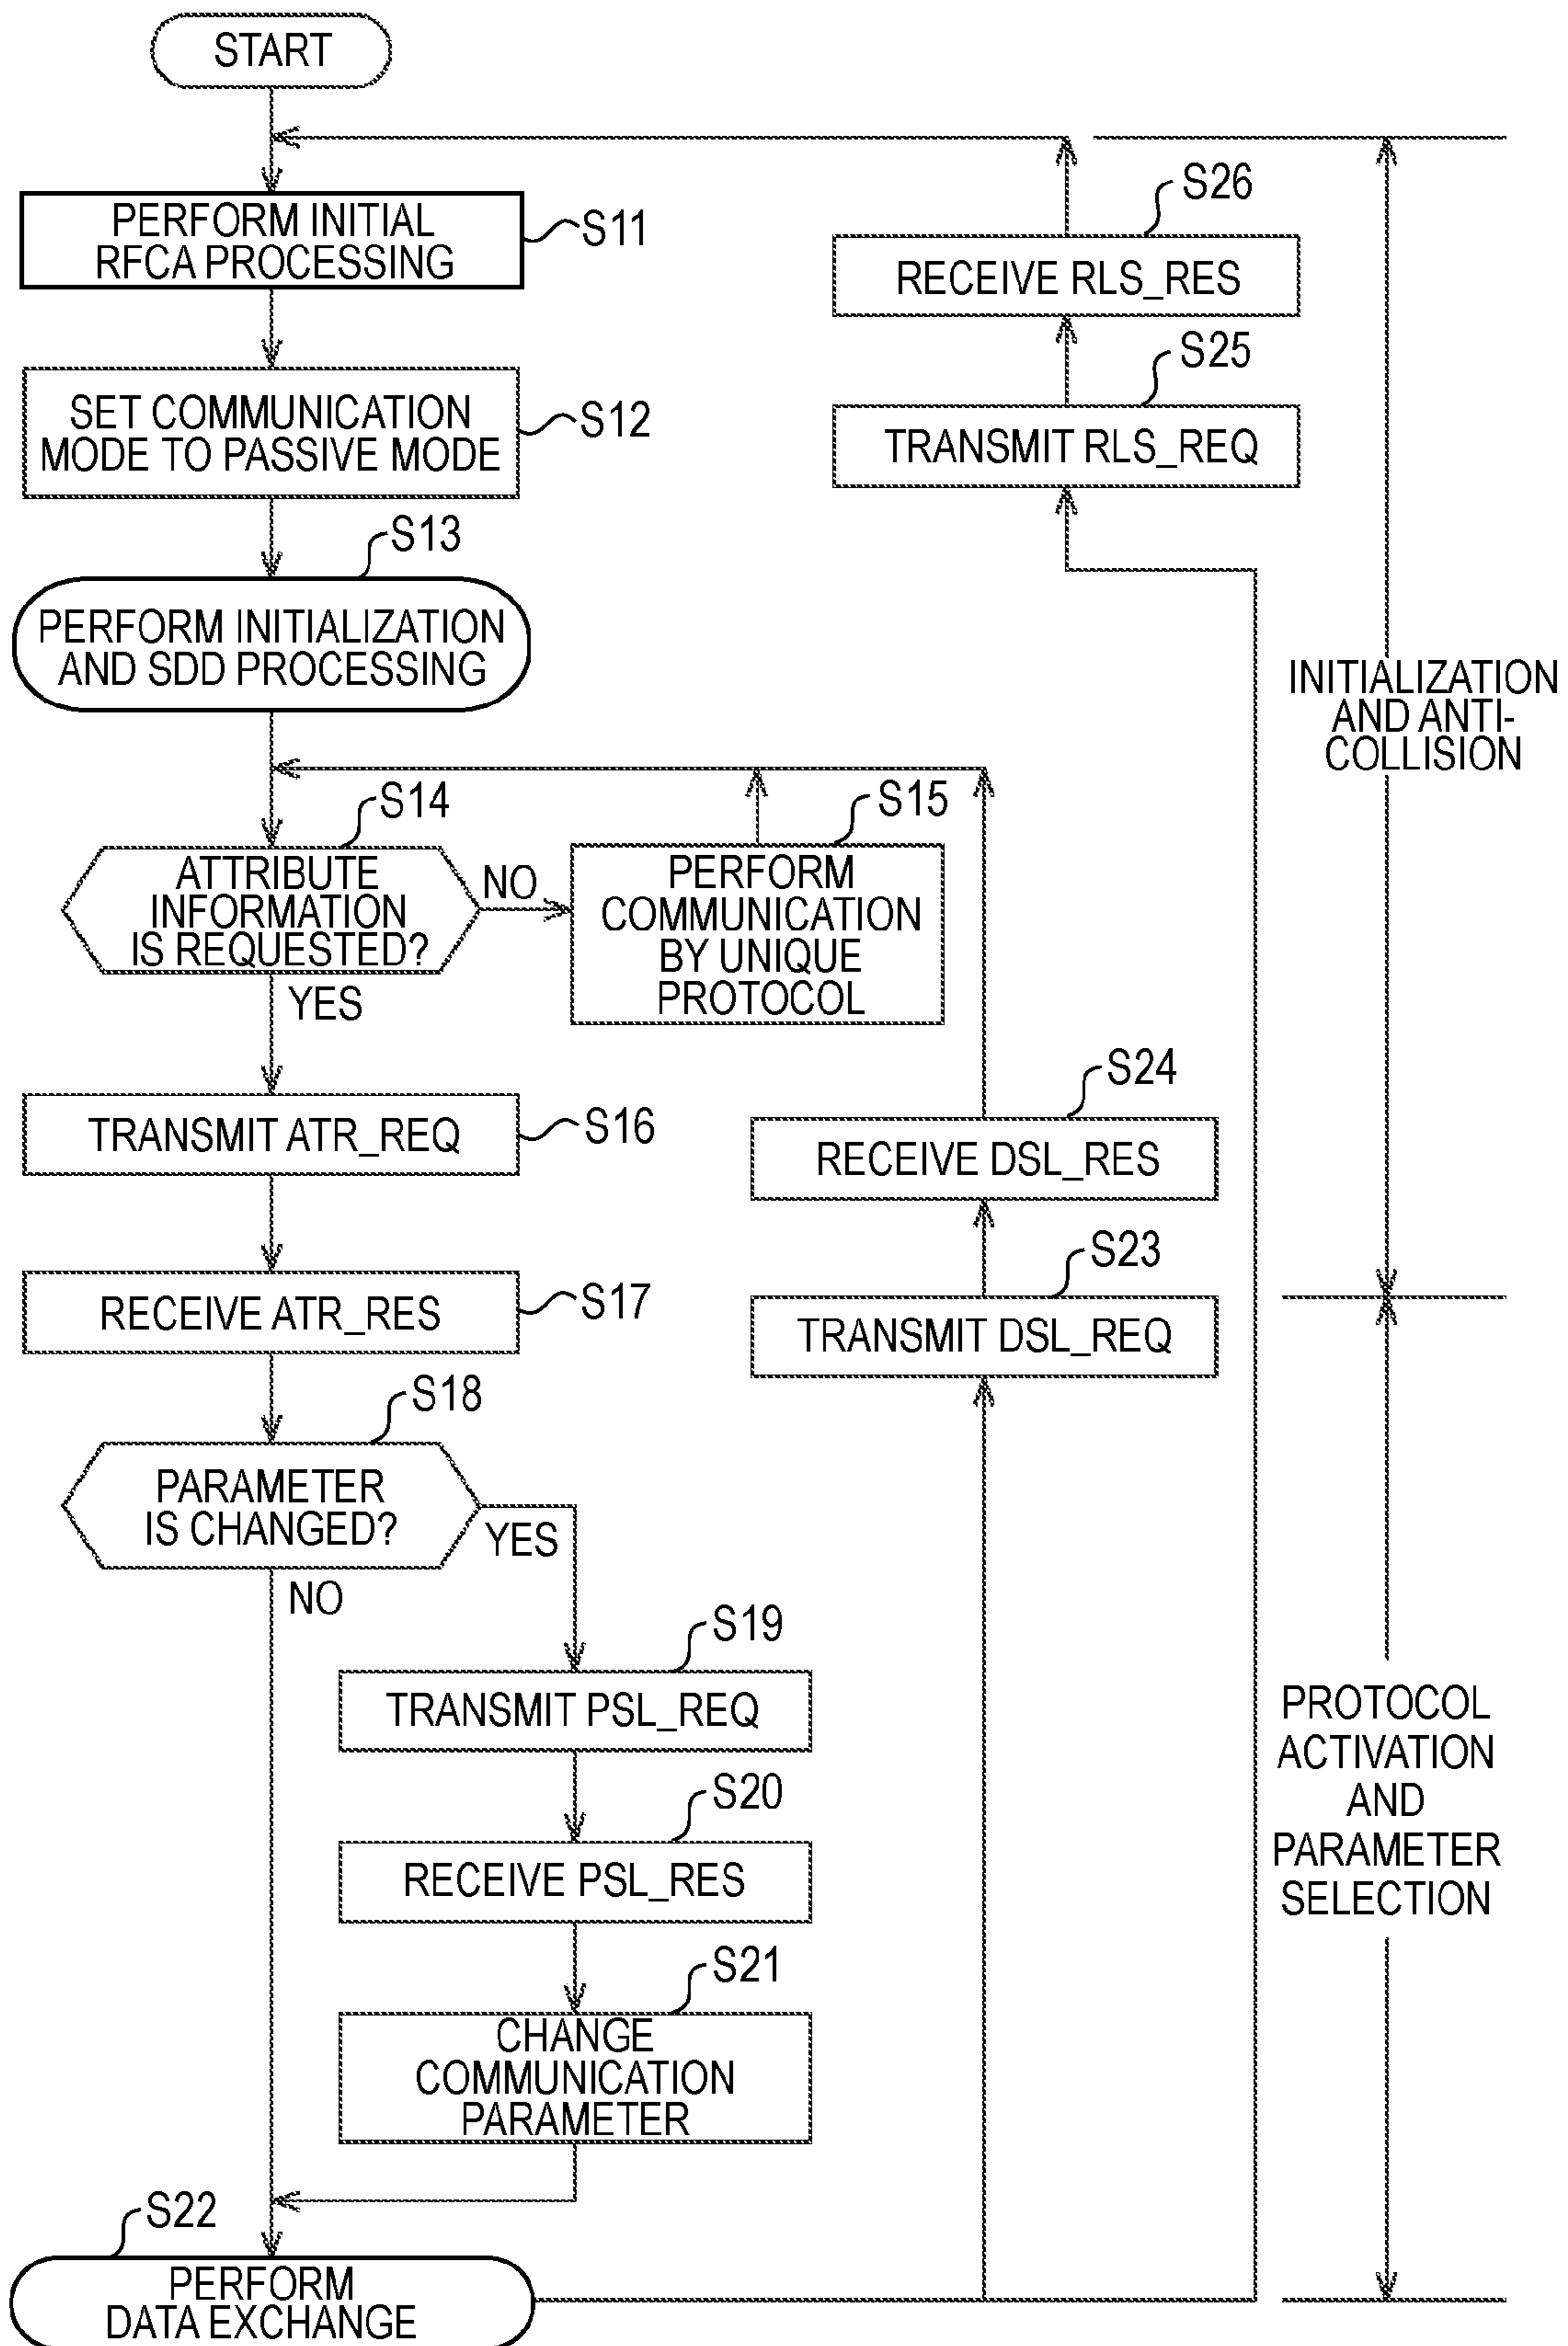 START
PERFORM INITIAL
RFCA PROCESSING
S11
SET COMMUNICATION
MODE TO PASSIVE MODE
S12
S13
PERFORM INITIALIZATION
AND SDD PROCESSING
S14
ATTRIBUTE
INFORMATION
IS REQUESTED?
NO
YES
S15
PERFORM
COMMUNICATION
BY UNIQUE
PROTOCOL
TRANSMIT ATR_REQ
S16
RECEIVE ATR_RES
S17
S18
PARAMETER
IS CHANGED?
YES
NO
S19
TRANSMIT PSL_REQ
S20
RECEIVE PSL_RES
S21
CHANGE
COMMUNICATION
PARAMETER
S22
PERFORM
DATA EXCHANGE
S24
RECEIVE DSL_RES
S23
TRANSMIT DSL_REQ
S26
RECEIVE RLS_RES
S25
TRANSMIT RLS_REQ
INITIALIZATION
AND ANTI-
COLLISION
PROTOCOL
ACTIVATION
AND
PARAMETER
SELECTION